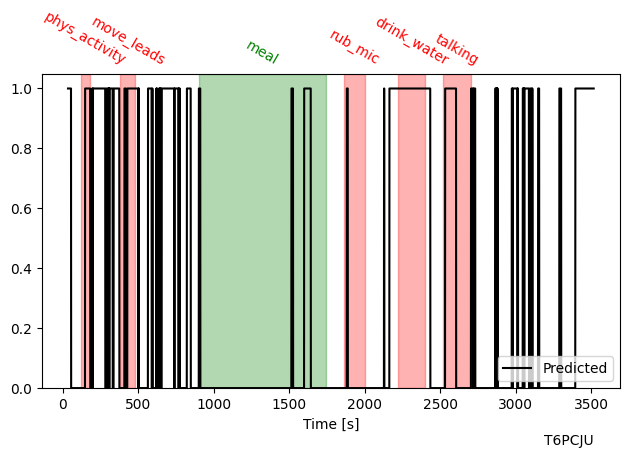 phys_activity
move_leads
meal
rub_mic
drink_water
talking
1.0
0.8
0.6
0.4
0.2
0.0
Predicted
0 500 1000 1500 2000 2500 3000 3500
Time [s]
T6PCJU